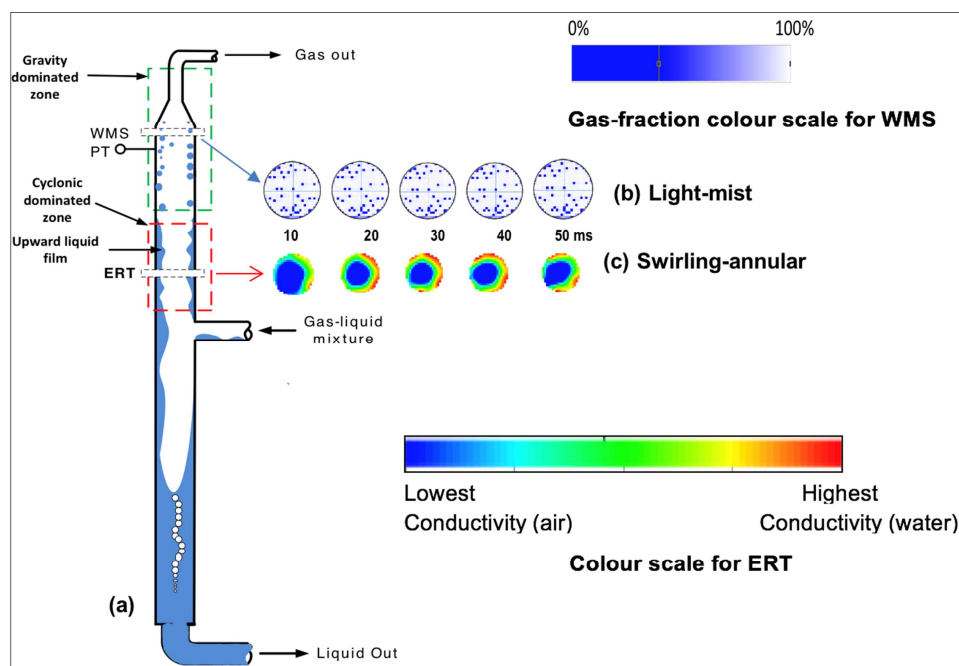 0%
100%
Gravity
dominated
zone
Gas out
Gas-fraction colour scale for WMS
WMS
PT
Cyclonic
dominated
zone
(b) Light-mist
Upward liquid
film
10 20 30 40 50 ms
ERT
(c) Swirling-annular
Gas-liquid
mixture
Lowest
Conductivity (air)
Highest
Conductivity (water)
Colour scale for ERT
(a)
Liquid Out